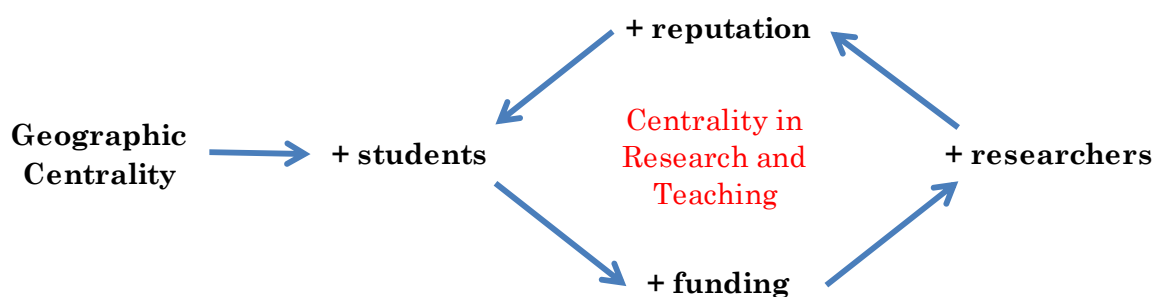 + reputation
Geographic
Centrality
+ students
Centrality in
Research and
Teaching
+ researchers
+ funding